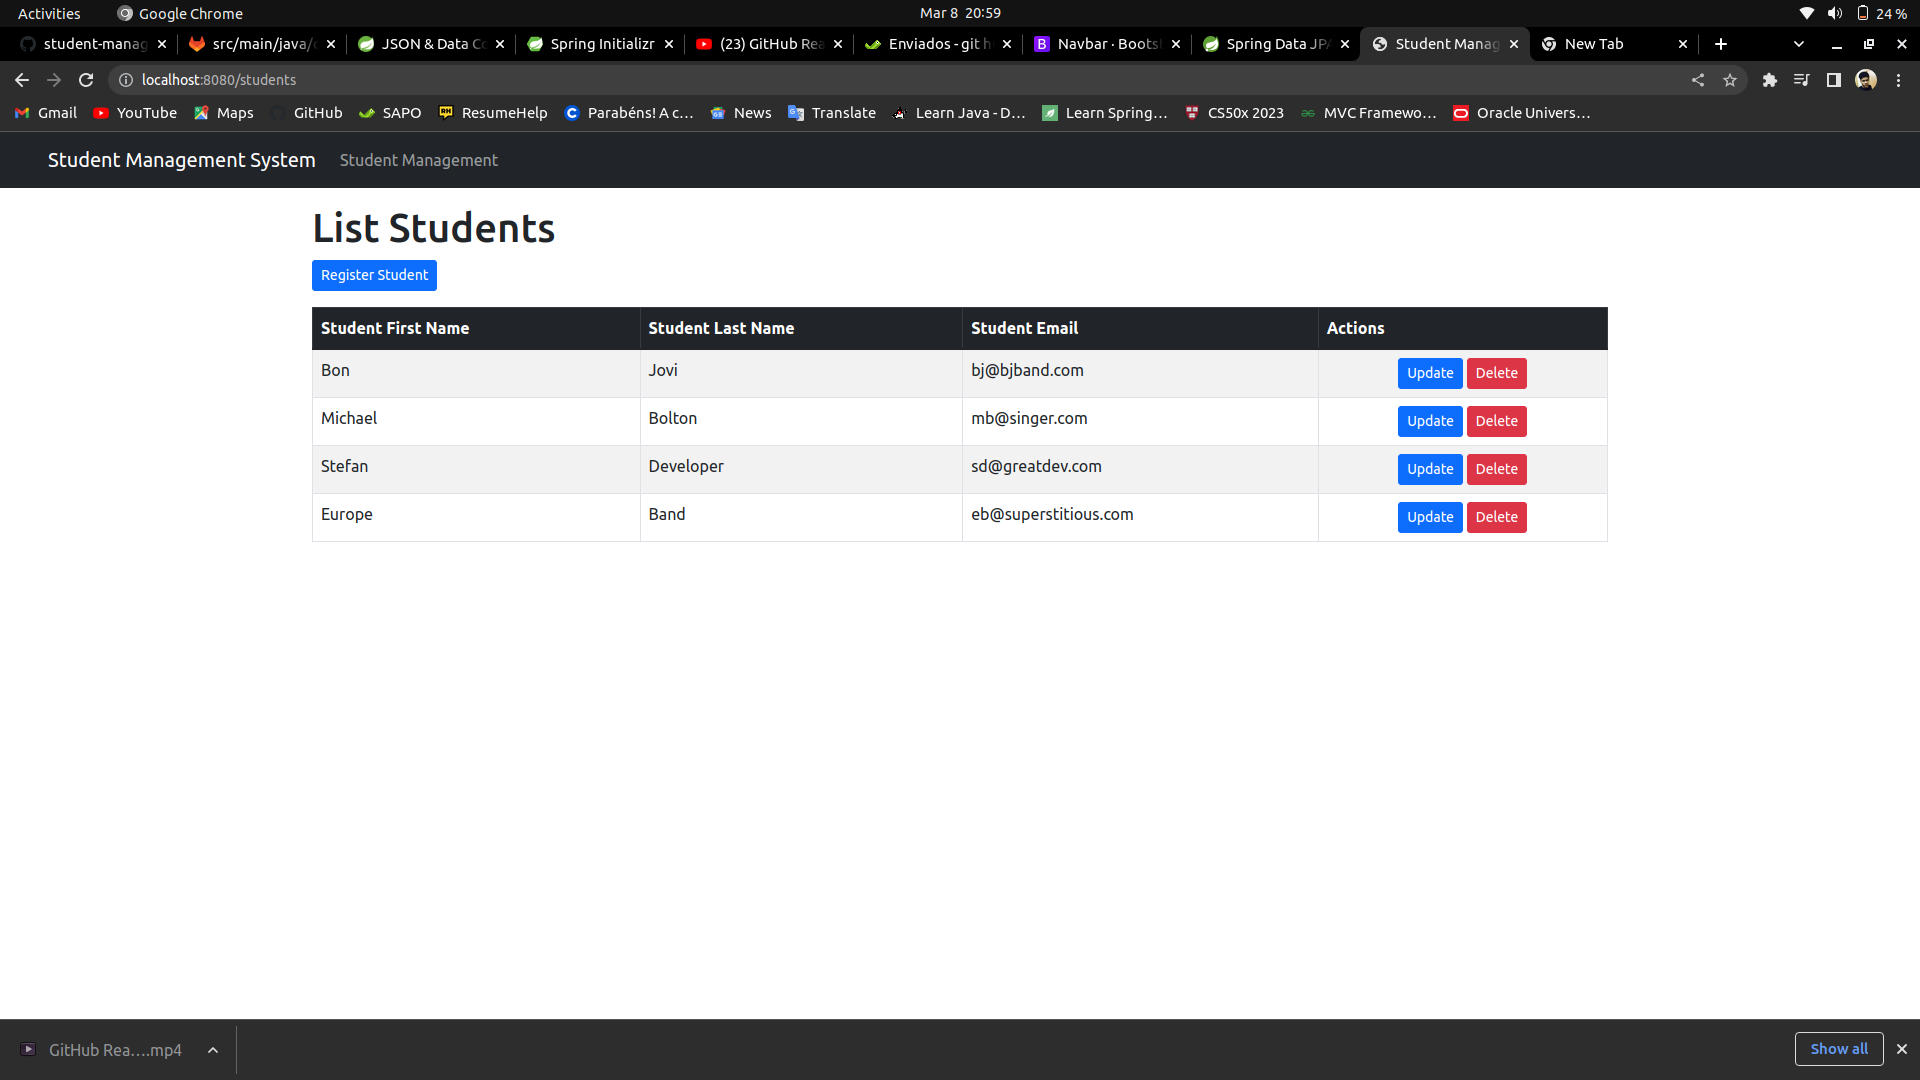 Activities Google Chrome Mar 8 20:59 24 %
student-manag src/main/java/ JSON & Data Co Spring Initializr (23) GitHub Rea Enviados - git h Navbar · Boots Spring Data JPA Student Manag New Tab
localhost:8080/students
Gmail YouTube Maps GitHub SAPO ResumeHelp Parabéns! A c... News Translate Learn Java - D... Learn Spring... CS50x 2023 MVC Framewo... Oracle Univers...
Student Management System Student Management
List Students
Register Student
Student First Name Student Last Name Student Email Actions
Bon Jovi bj@bjband.com Update Delete
Michael Bolton mb@singer.com Update Delete
Stefan Developer sd@greatdev.com Update Delete
Europe Band eb@superstitious.com Update Delete
GitHub Rea....mp4 Show all